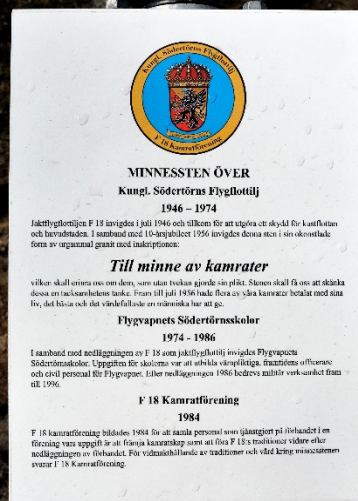 Kungl. Södertörns Flygflottilj
F 18 Kamratförening
MINNESSTEN ÖVER
Kungl. Södertörns Flygflottilj
1946 – 1974
Jaktflygflottiljen F 18 invigdes i juli 1946 och tillkom för att utgöra ett skydd för kustflottan
och huvudstaden. I samband med 10-årsjubileet 1956 invigdes denna sten i sin okonstlade
form av urgammal granit med inskriptionen:
Till minne av kamrater
vilken skall erinra oss om dem, som utan tvekan gjorde sin plikt. Stenen skall få oss att skänka
dessa en tacksamhetens tanke. Fram till juli 1956 hade flera av våra kamrater betalat med sina
liv, det bästa och det värdefullaste en människa har att ge.
Flygvapnets Södertörnsskolor
1974 - 1986
I samband med nedläggningen av F 18 som jaktflygflottilj invigdes Flygvapnets
Södertörnsskolor. Uppgiften för skolorna var att utbilda värnpliktiga, framtidens officerare
och civil personal för Flygvapnet. Efter nedläggningen 1986 bedrevs militär verksamhet fram
till 1996.
F 18 Kamratförening
1984
F 18 kamratförening bildades 1984 för att samla personal som tjänstgjort på förbandet i en
förening vars uppgift är att främja kamratskap samt att föra F 18:s traditioner vidare efter
nedläggningen av förbandet. För vidmakthållande av traditioner och vård kring minnesstenen
svarar F 18 Kamratförening.